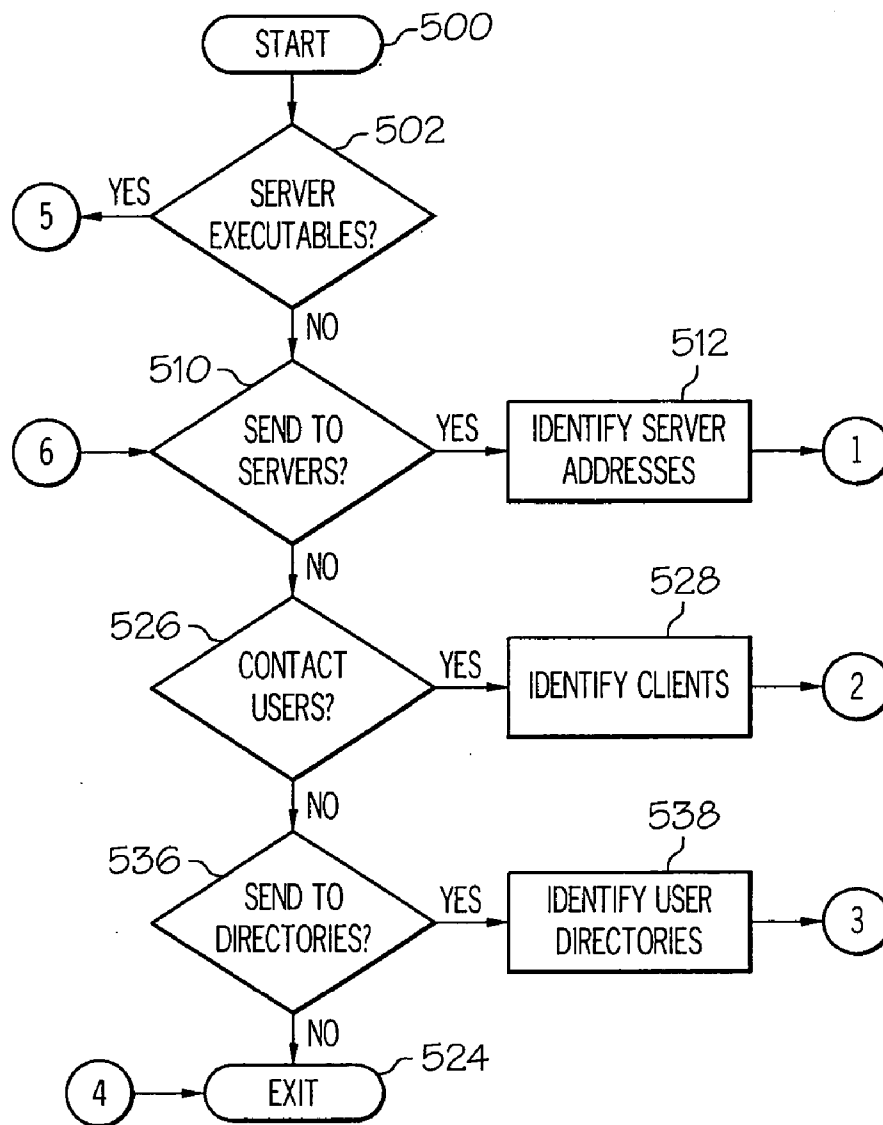 START
500
502
YES
5
SERVER
EXECUTABLES?
NO
510
512
6
SEND TO
SERVERS?
YES
IDENTIFY SERVER
ADDRESSES
1
NO
526
528
CONTACT
USERS?
YES
IDENTIFY CLIENTS
2
NO
536
538
SEND TO
DIRECTORIES?
YES
IDENTIFY USER
DIRECTORIES
3
NO
524
4
EXIT